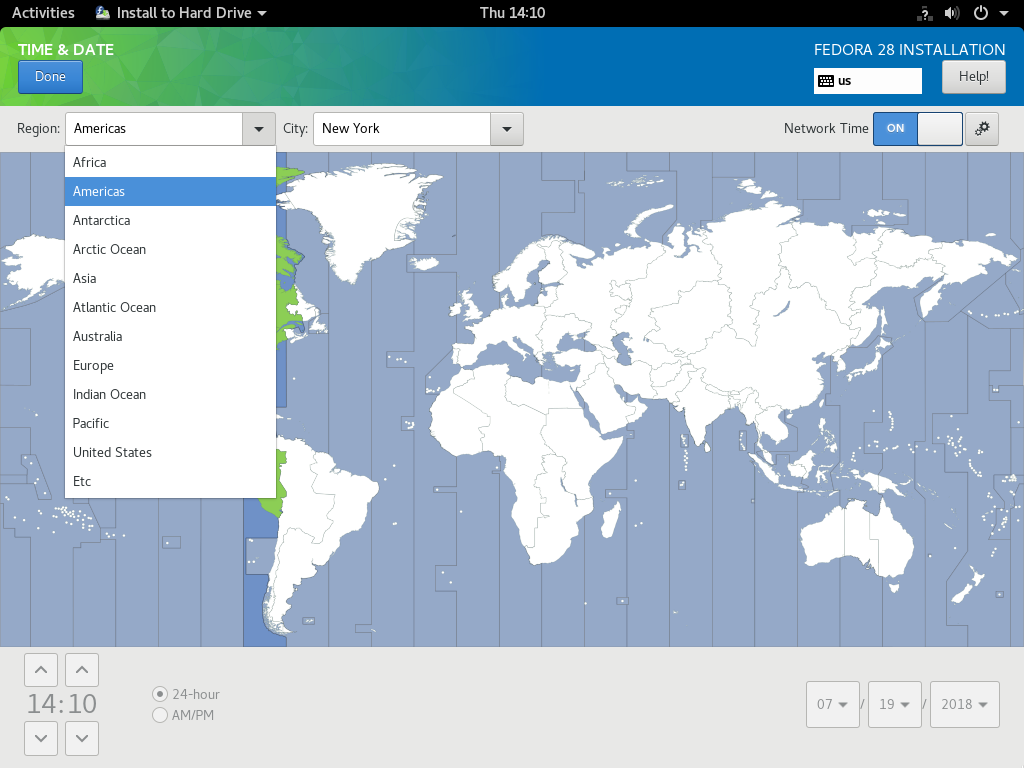 Activities Install to Hard Drive Thu 14:10
TIME & DATE FEDORA 28 INSTALLATION
Done us Help!
Region: Americas City: New York Network Time ON
Africa
Americas
Antarctica
Arctic Ocean
Asia
Atlantic Ocean
Australia
Europe
Indian Ocean
Pacific
United States
Etc
14:10
24-hour
AM/PM
07 / 19 / 2018